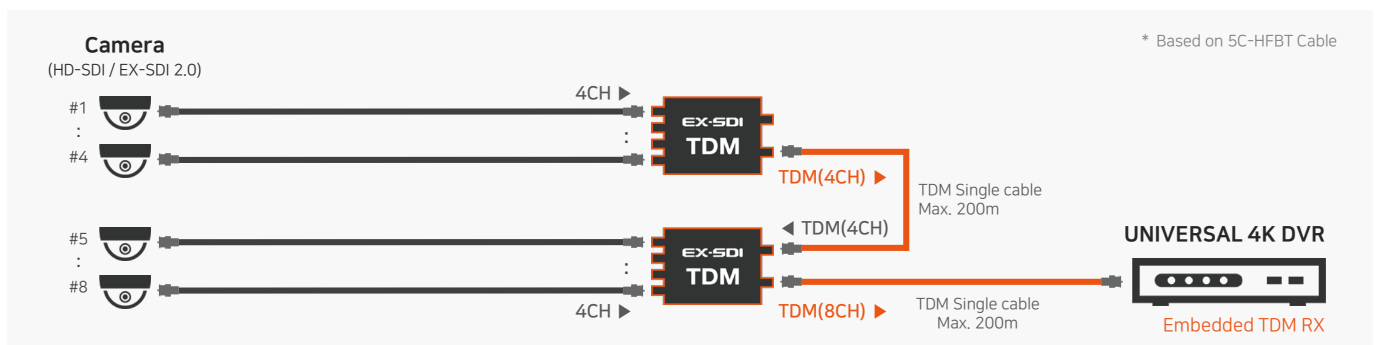 Camera
(HD-SDI / EX-SDI 2.0)
* Based on 5C-HFBT Cable
#1
:
#4
4CH ▶
:
EX-SDI
TDM
TDM(4CH) ▶
TDM Single cable
Max. 200m
◀ TDM(4CH)
#5
:
#8
:
4CH ▶
EX-SDI
TDM
TDM(8CH) ▶
TDM Single cable
Max. 200m
UNIVERSAL 4K DVR
Embedded TDM RX